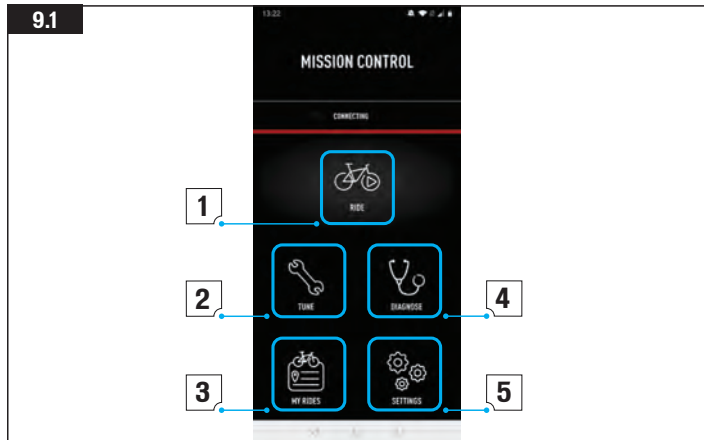 9.1
13:22
MISSION CONTROL
CONNECTING
1
RIDE
2
TUNE
DIAGNOSE
4
3
MY RIDES
SETTINGS
5